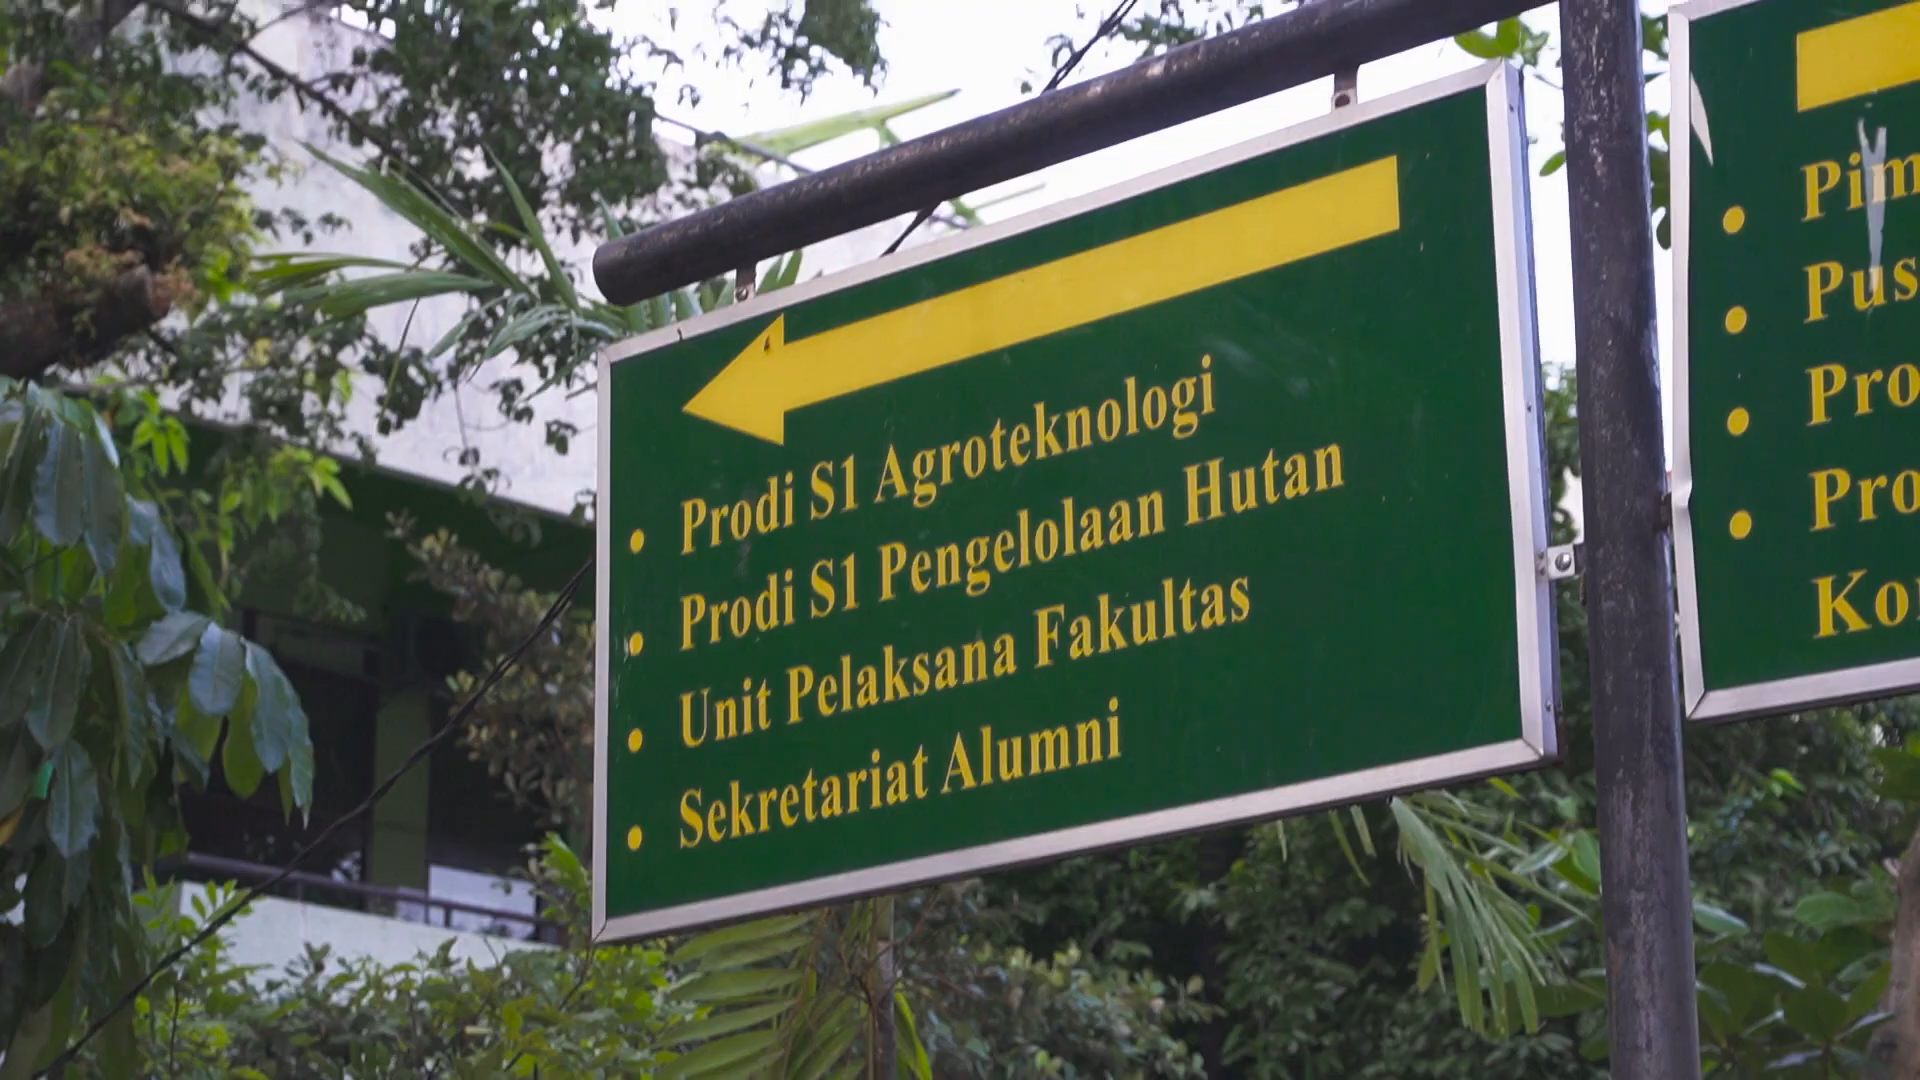 Prodi S1 Agroteknologi
Prodi S1 Pengelolaan Hutan
Unit Pelaksana Fakultas
Sekretariat Alumni